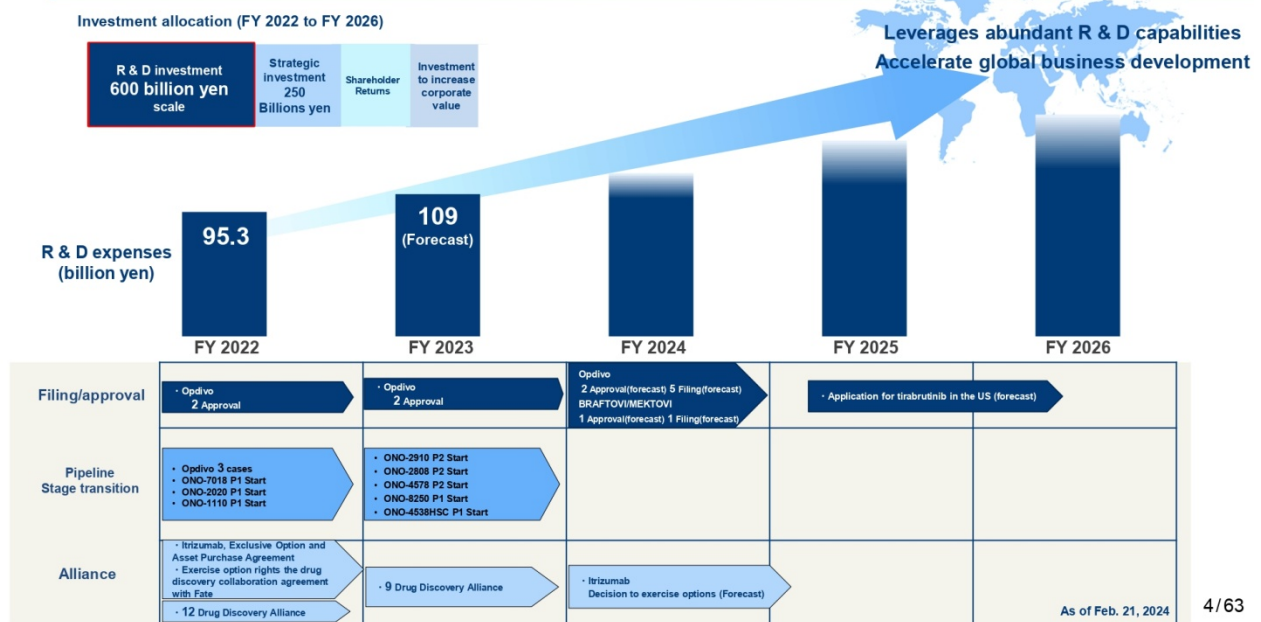 Investment allocation (FY 2022 to FY 2026)
R & D investment
600 billion yen
scale
Strategic
investment
250
Billions yen
Shareholder
Returns
Investment
to increase
corporate
value
Leverages abundant R & D capabilities
Accelerate global business development
R & D expenses
(billion yen)
95.3
109
(Forecast)
FY 2022
FY 2023
FY 2024
FY 2025
FY 2026
Filing/approval
・Opdivo
2 Approval
・Opdivo
2 Approval
Opdivo
2 Approval(forecast) 5 Filing(forecast)
BRAFTOVI/MEKTOVI
1 Approval(forecast) 1 Filing(forecast)
・Application for tirabrutinib in the US (forecast)
Pipeline
Stage transition
• Opdivo 3 cases
• ONO-7018 P1 Start
• ONO-2020 P1 Start
• ONO-1110 P1 Start
• ONO-2910 P2 Start
• ONO-2808 P2 Start
• ONO-4578 P2 Start
• ONO-8250 P1 Start
• ONO-4538HSC P1 Start
Alliance
・Itrizumab, Exclusive Option and
Asset Purchase Agreement
・Exercise option rights the drug
discovery collaboration agreement
with Fate
・12 Drug Discovery Alliance
・9 Drug Discovery Alliance
・Itrizumab
Decision to exercise options (Forecast)
As of Feb. 21, 2024
4/63